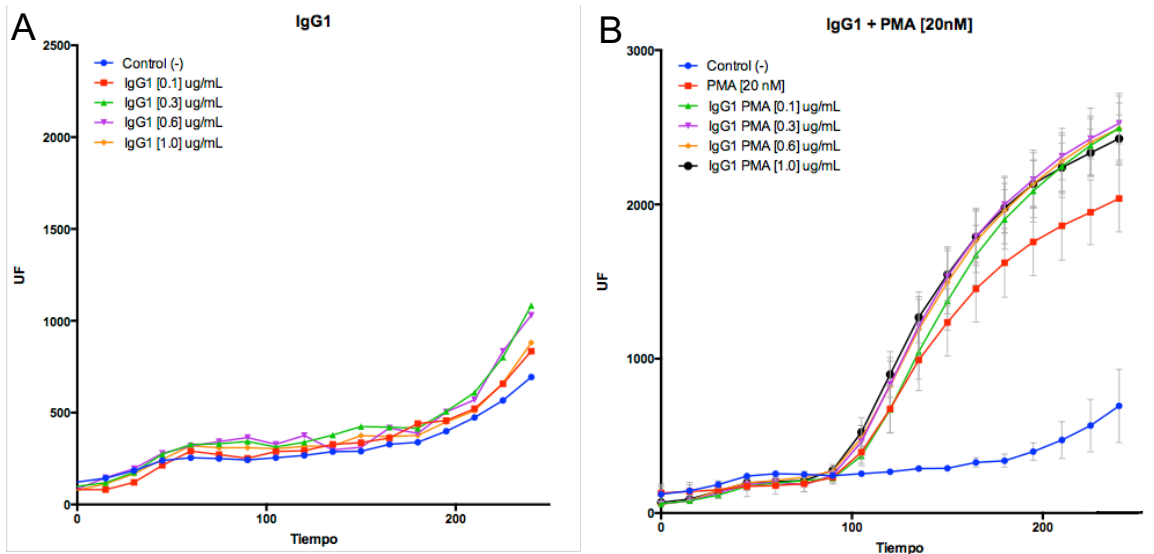 A
IgG1
2500
2000
1500
1000
500
0
UF
Control (-)
IgG1 [0.1] ug/mL
IgG1 [0.3] ug/mL
IgG1 [0.6] ug/mL
IgG1 [1.0] ug/mL
0
100
200
Tiempo
B
IgG1 + PMA [20nM]
3000
2000
1000
0
UF
Control (-)
PMA [20 nM]
IgG1 PMA [0.1] ug/mL
IgG1 PMA [0.3] ug/mL
IgG1 PMA [0.6] ug/mL
IgG1 PMA [1.0] ug/mL
0
100
200
Tiempo